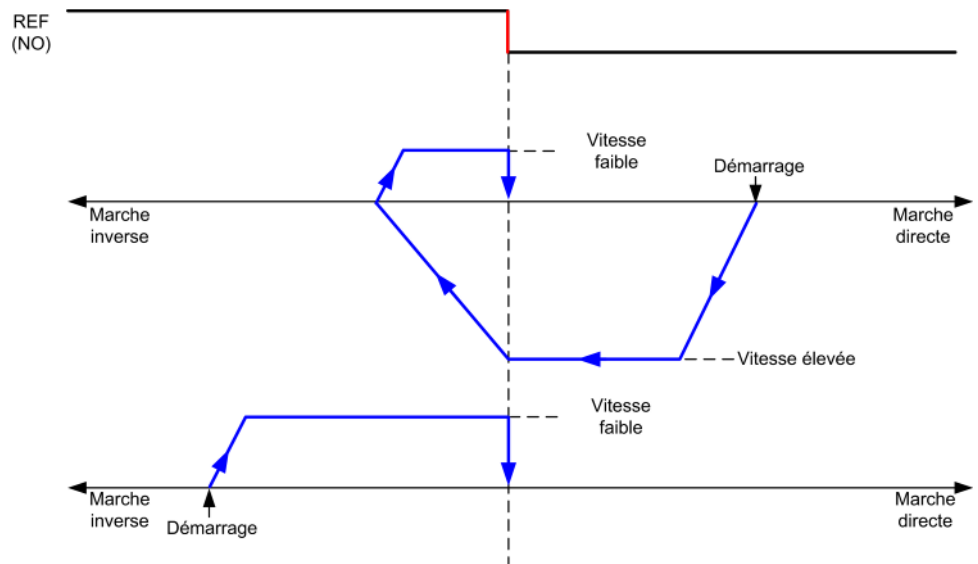 REF
(NO)
Vitesse
faible
Démarrage
Marche
inverse
Marche
directe
Vitesse élevée
Vitesse
faible
Marche
inverse
Marche
directe
Démarrage